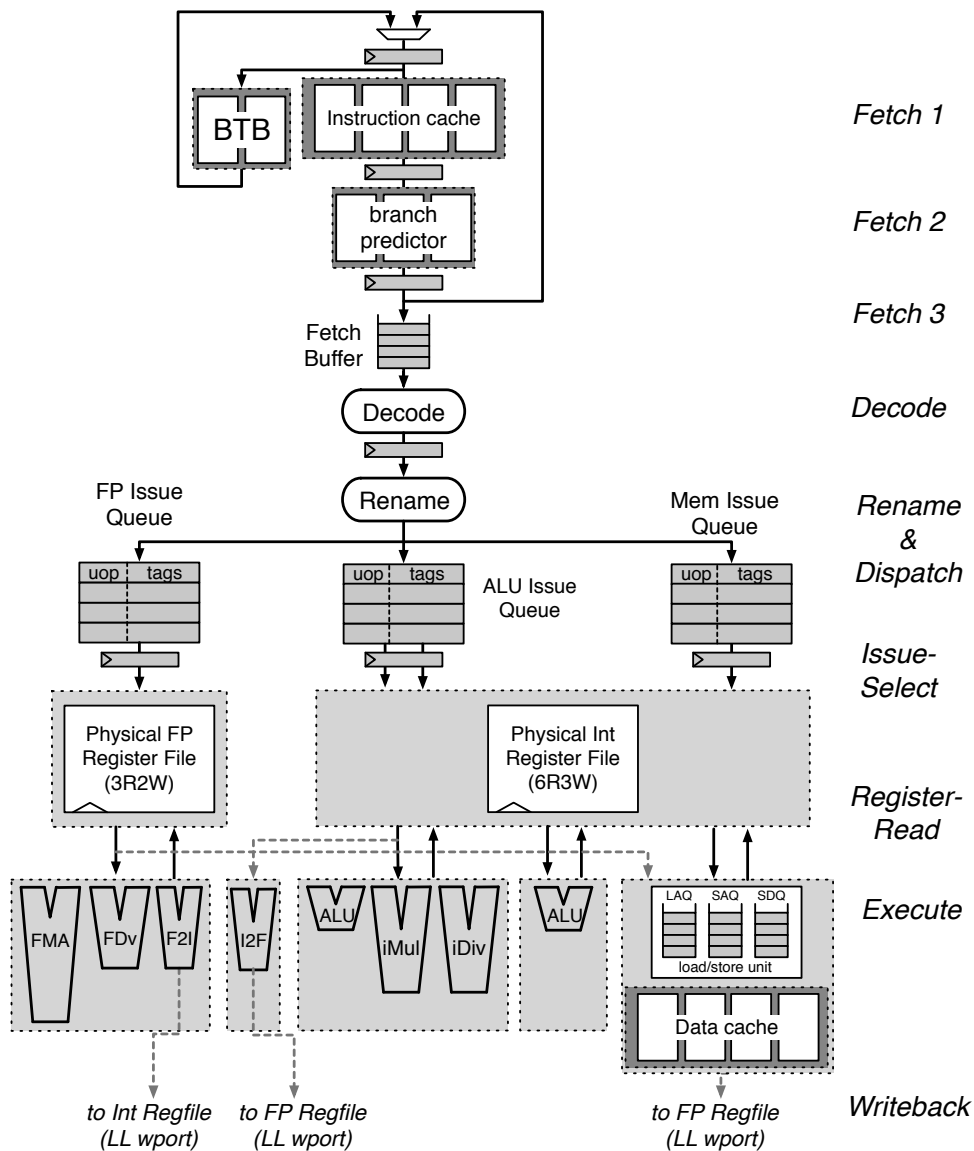 Fetch 1
BTB
Instruction cache
Fetch 2
branch
predictor
Fetch 3
Fetch
Buffer
Decode
Decode
Rename
FP Issue
Queue
Mem Issue
Queue
Rename
&
Dispatch
uop tags
uop tags
ALU Issue
Queue
uop tags
Issue-
Select
Physical FP
Register File
(3R2W)
Physical Int
Register File
(6R3W)
Register-
Read
Execute
FMA
FDv
F2I
I2F
ALU
iMul
iDiv
ALU
LAQ SAQ SDQ
load/store unit
Data cache
Writeback
to Int Regfile
(LL wport)
to FP Regfile
(LL wport)
to FP Regfile
(LL wport)